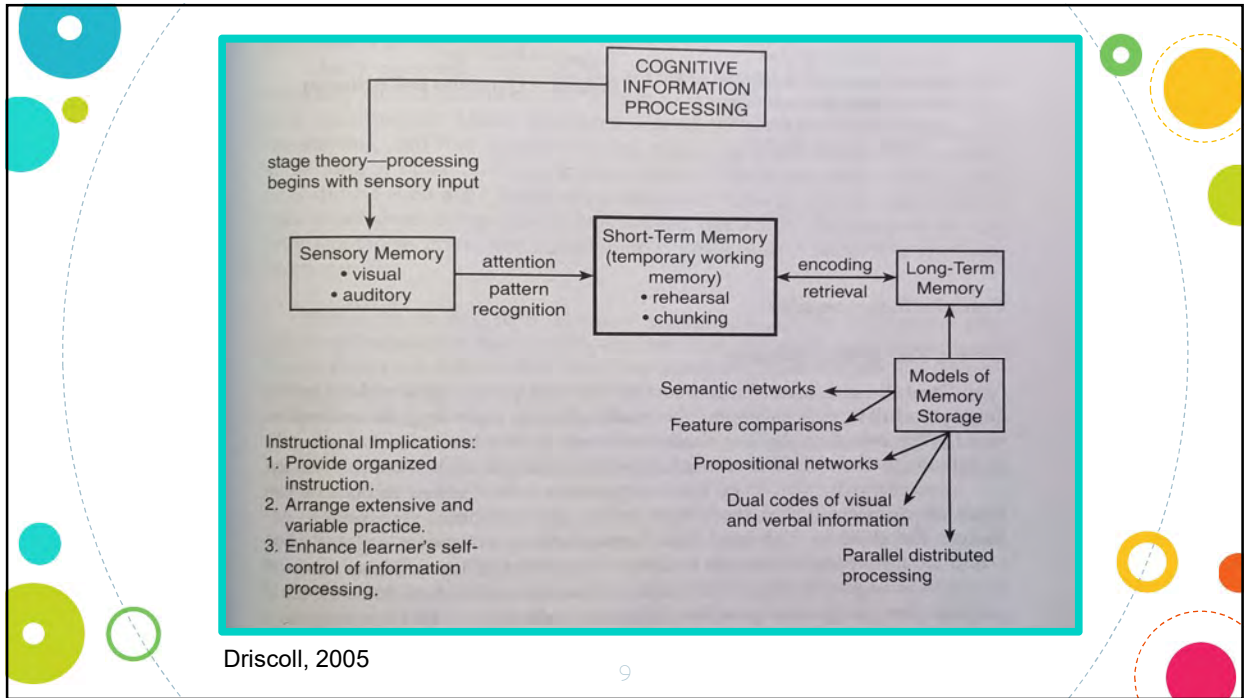 COGNITIVE
INFORMATION
PROCESSING
stage theory—processing
begins with sensory input
Sensory Memory
• visual
• auditory
attention
pattern
recognition
Short-Term Memory
(temporary working
memory)
• rehearsal
• chunking
encoding
retrieval
Long-Term
Memory
Models of
Memory
Storage
Semantic networks
Feature comparisons
Propositional networks
Dual codes of visual
and verbal information
Parallel distributed
processing
Instructional Implications:
1. Provide organized
instruction.
2. Arrange extensive and
variable practice.
3. Enhance learner's self-
control of information
processing.
Driscoll, 2005
9